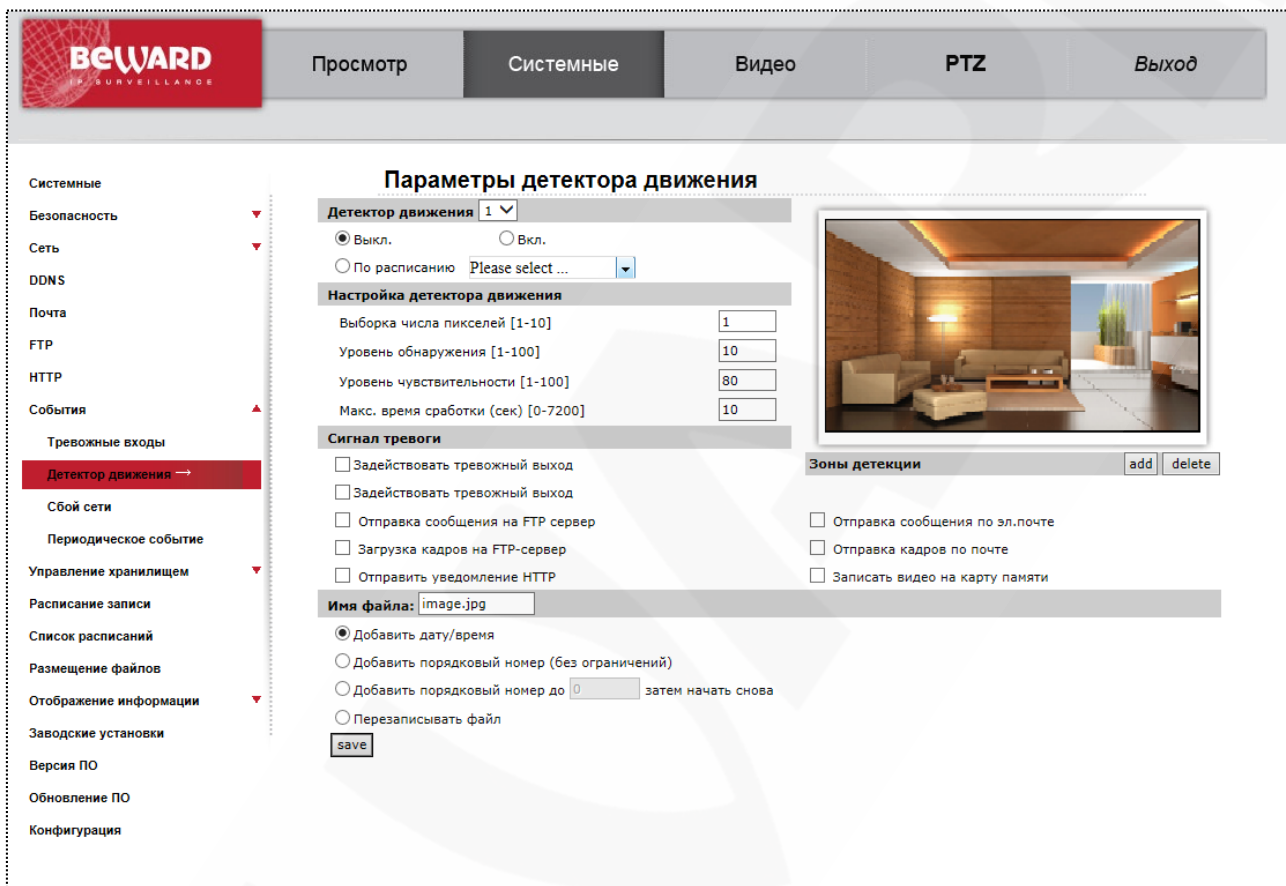 BEWARD
IP SURVEILLANCE
Просмотр
Системные
Видео
PTZ
Выход
Системные
Безопасность
Сеть
DDNS
Почта
FTP
HTTP
События
Тревожные входы
Детектор движения →
Сбой сети
Периодическое событие
Управление хранилищем
Расписание записи
Список расписаний
Размещение файлов
Отображение информации
Заводские установки
Версия ПО
Обновление ПО
Конфигурация
Параметры детектора движения
Детектор движения 1
Выкл. Вкл.
По расписанию Please select ...
Настройка детектора движения
Выборка числа пикселей [1-10] 1
Уровень обнаружения [1-100] 10
Уровень чувствительности [1-100] 80
Макс. время сработки (сек) [0-7200] 10
Сигнал тревоги
Задействовать тревожный выход
Зоны детекции add delete
Задействовать тревожный выход
Отправка сообщения на FTP сервер
Отправка сообщения по эл.почте
Загрузка кадров на FTP-сервер
Отправка кадров по почте
Отправить уведомление HTTP
Записать видео на карту памяти
Имя файла: image.jpg
Добавить дату/время
Добавить порядковый номер (без ограничений)
Добавить порядковый номер до 0 затем начать снова
Перезаписывать файл
save